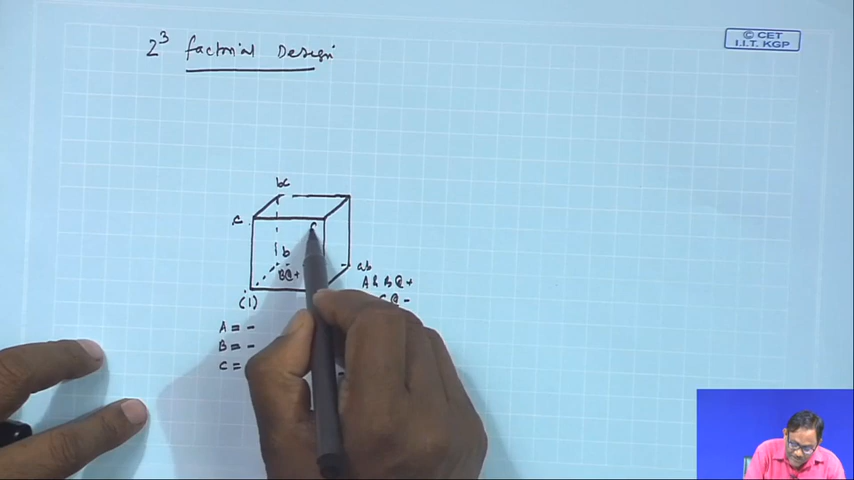 © CET
I.I.T. KGP
2³ factorial Design
bc
c
b
B@+
ab
A & B @ +
C @ -
(1)
A = -
B = -
C =